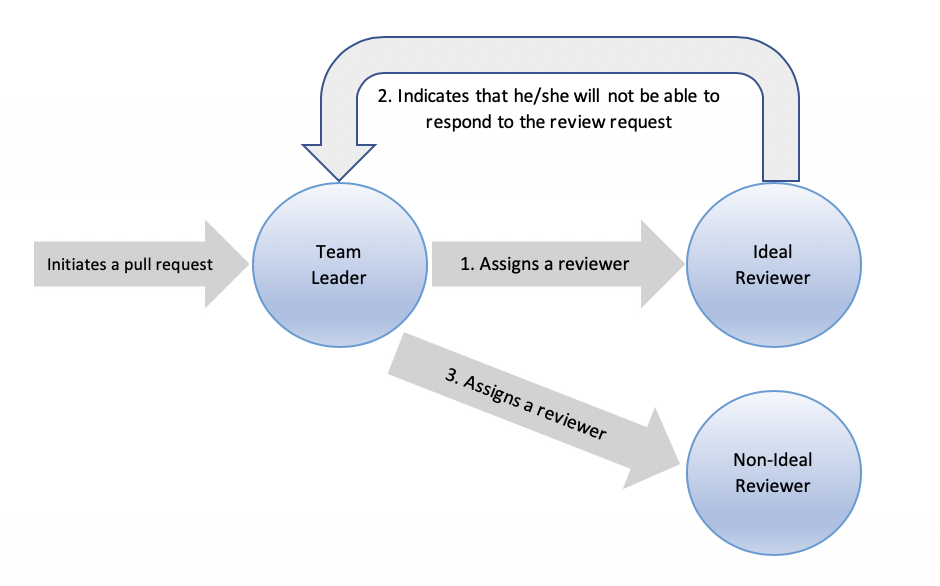 2. Indicates that he/she will not be able to
respond to the review request
Initiates a pull request
Team
Leader
1. Assigns a reviewer
Ideal
Reviewer
3. Assigns a reviewer
Non-Ideal
Reviewer